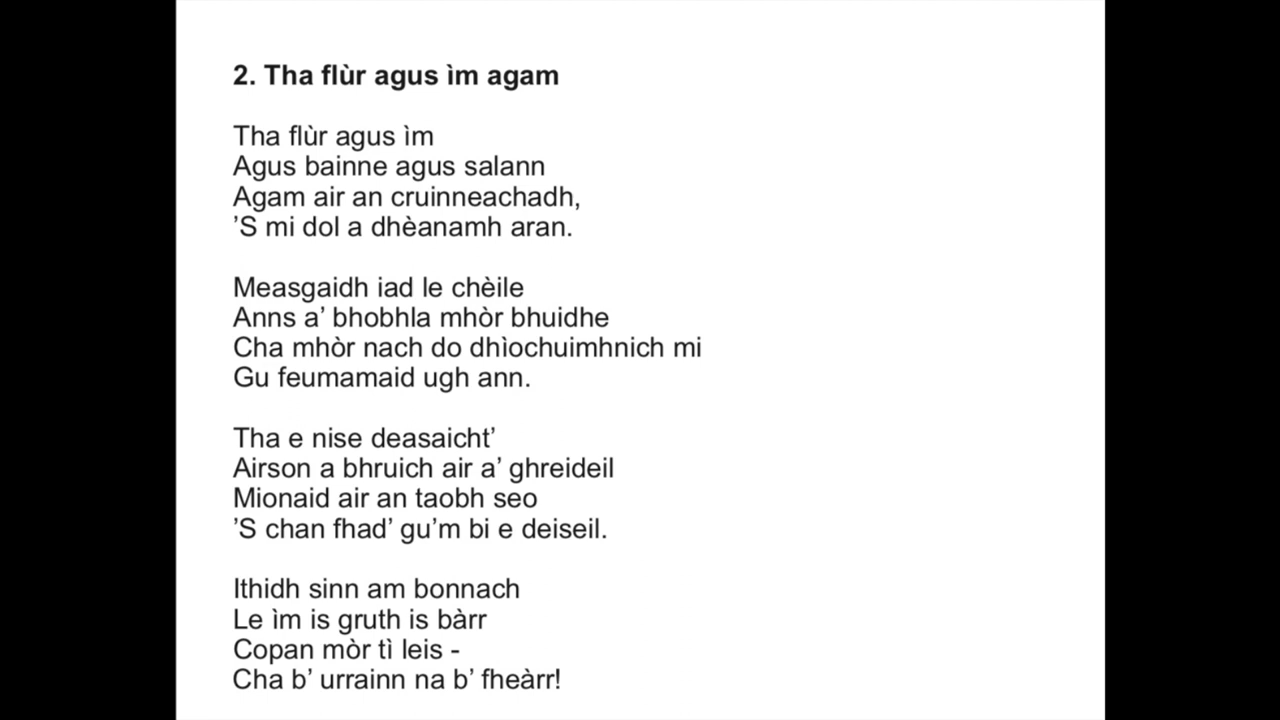 2. Tha flùr agus ìm agam
Tha flùr agus ìm
Agus bainne agus salann
Agam air an cruinneachadh,
’S mi dol a dhèanamh aran.
Measgaidh iad le chèile
Anns a’ bhobhla mhòr bhuidhe
Cha mhòr nach do dhìochuimhnich mi
Gu feumamaid ugh ann.
Tha e nise deasaicht’
Airson a bhruich air a’ ghreideil
Mionaid air an taobh seo
’S chan fhad’ gu’m bi e deiseil.
Ithidh sinn am bonnach
Le ìm is gruth is bàrr
Copan mòr tì leis -
Cha b’ urrainn na b’ fheàrr!